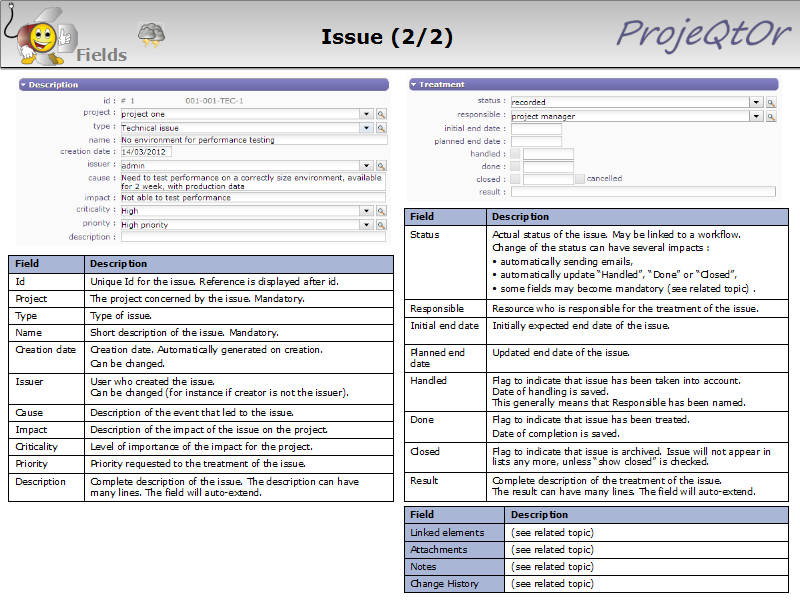 Fields
Issue (2/2)
ProjeQtOr
Description
id : # 1 001-001-TEC-1
project : project one
type : Technical issue
name : No environment for performance testing
creation date : 14/03/2012
issuer : admin
cause : Need to test performance on a correctly size environment, available
for 2 week, with production data
impact : Not able to test performance
criticality : High
priority : High priority
description :
Field Description
Id Unique Id for the issue. Reference is displayed after id.
Project The project concerned by the issue. Mandatory.
Type Type of issue.
Name Short description of the issue. Mandatory.
Creation date Creation date. Automatically generated on creation.
Can be changed.
Issuer User who created the issue.
Can be changed (for instance if creator is not the issuer).
Cause Description of the event that led to the issue.
Impact Description of the impact of the issue on the project.
Criticality Level of importance of the impact for the project.
Priority Priority requested to the treatment of the issue.
Description Complete description of the issue. The description can have
many lines. The field will auto-extend.
Treatment
status : recorded
responsible : project manager
initial end date :
planned end date :
handled :
done :
closed : cancelled
result :
Field Description
Status Actual status of the issue. May be linked to a workflow.
Change of the status can have several impacts :
• automatically sending emails,
• automatically update “Handled”, “Done” or “Closed”,
• some fields may become mandatory (see related topic) .
Responsible Resource who is responsible for the treatment of the issue.
Initial end date Initially expected end date of the issue.
Planned end Updated end date of the issue.
date
Handled Flag to indicate that issue has been taken into account.
Date of handling is saved.
This generally means that Responsible has been named.
Done Flag to indicate that issue has been treated.
Date of completion is saved.
Closed Flag to indicate that issue is archived. Issue will not appear in
lists any more, unless “show closed” is checked.
Result Complete description of the treatment of the issue.
The result can have many lines. The field will auto-extend.
Field Description
Linked elements (see related topic)
Attachments (see related topic)
Notes (see related topic)
Change History (see related topic)